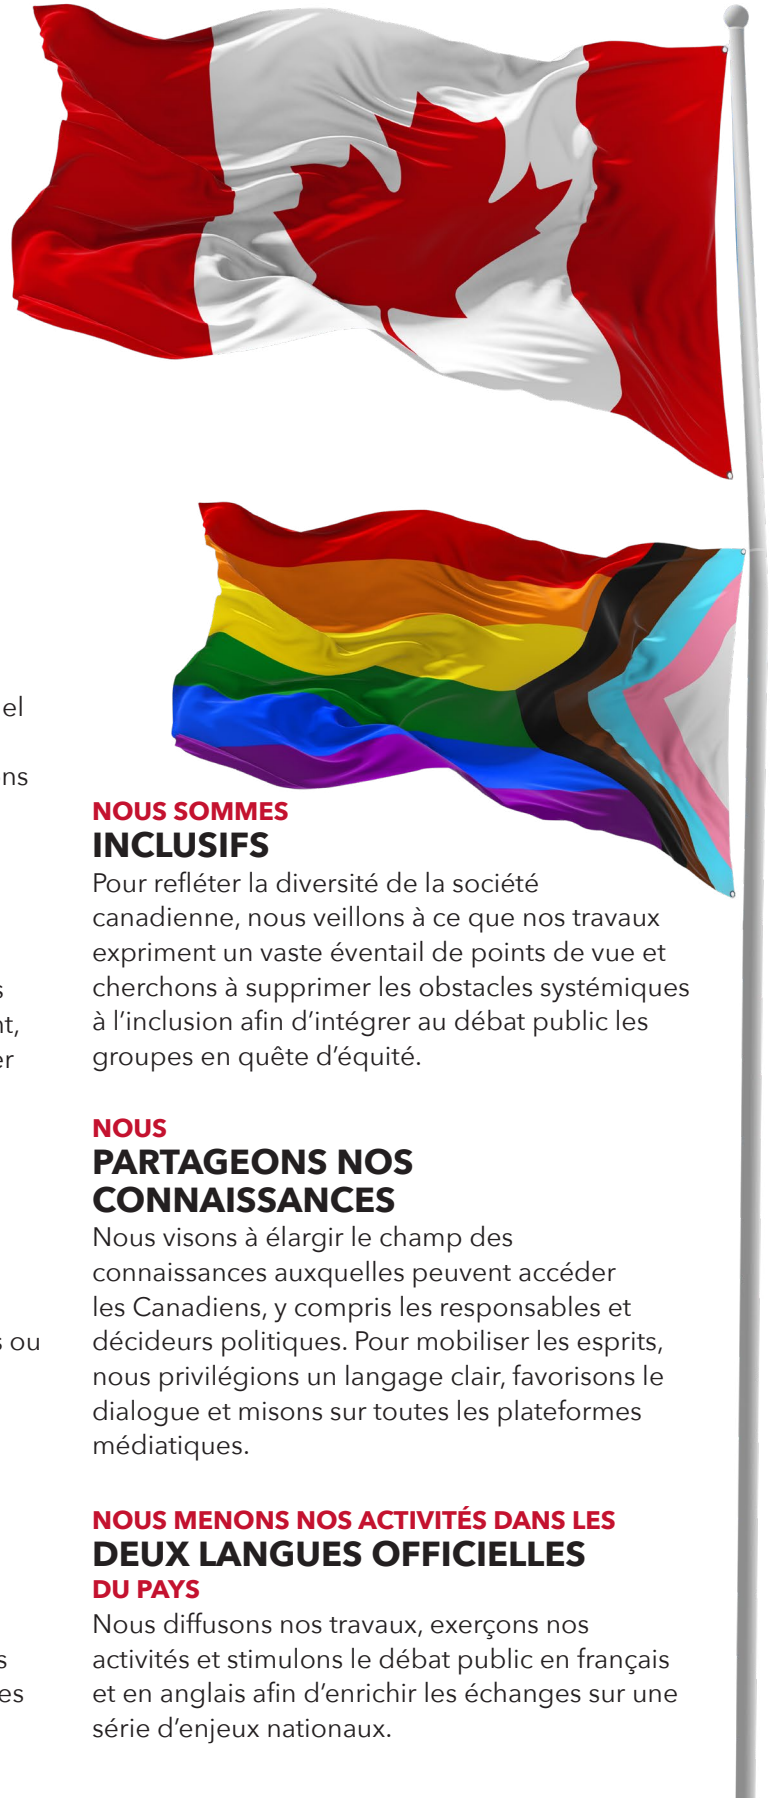 el
ns
s
nt,
er
s ou
s
es
NOUS SOMMES
INCLUSIFS
Pour refléter la diversité de la société
canadienne, nous veillons à ce que nos travaux
expriment un vaste éventail de points de vue et
cherchons à supprimer les obstacles systémiques
à l’inclusion afin d’intégrer au débat public les
groupes en quête d’équité.
NOUS
PARTAGEONS NOS
CONNAISSANCES
Nous visons à élargir le champ des
connaissances auxquelles peuvent accéder
les Canadiens, y compris les responsables et
décideurs politiques. Pour mobiliser les esprits,
nous privilégions un langage clair, favorisons le
dialogue et misons sur toutes les plateformes
médiatiques.
NOUS MENONS NOS ACTIVITÉS DANS LES
DEUX LANGUES OFFICIELLES
DU PAYS
Nous diffusons nos travaux, exerçons nos
activités et stimulons le débat public en français
et en anglais afin d’enrichir les échanges sur une
série d’enjeux nationaux.